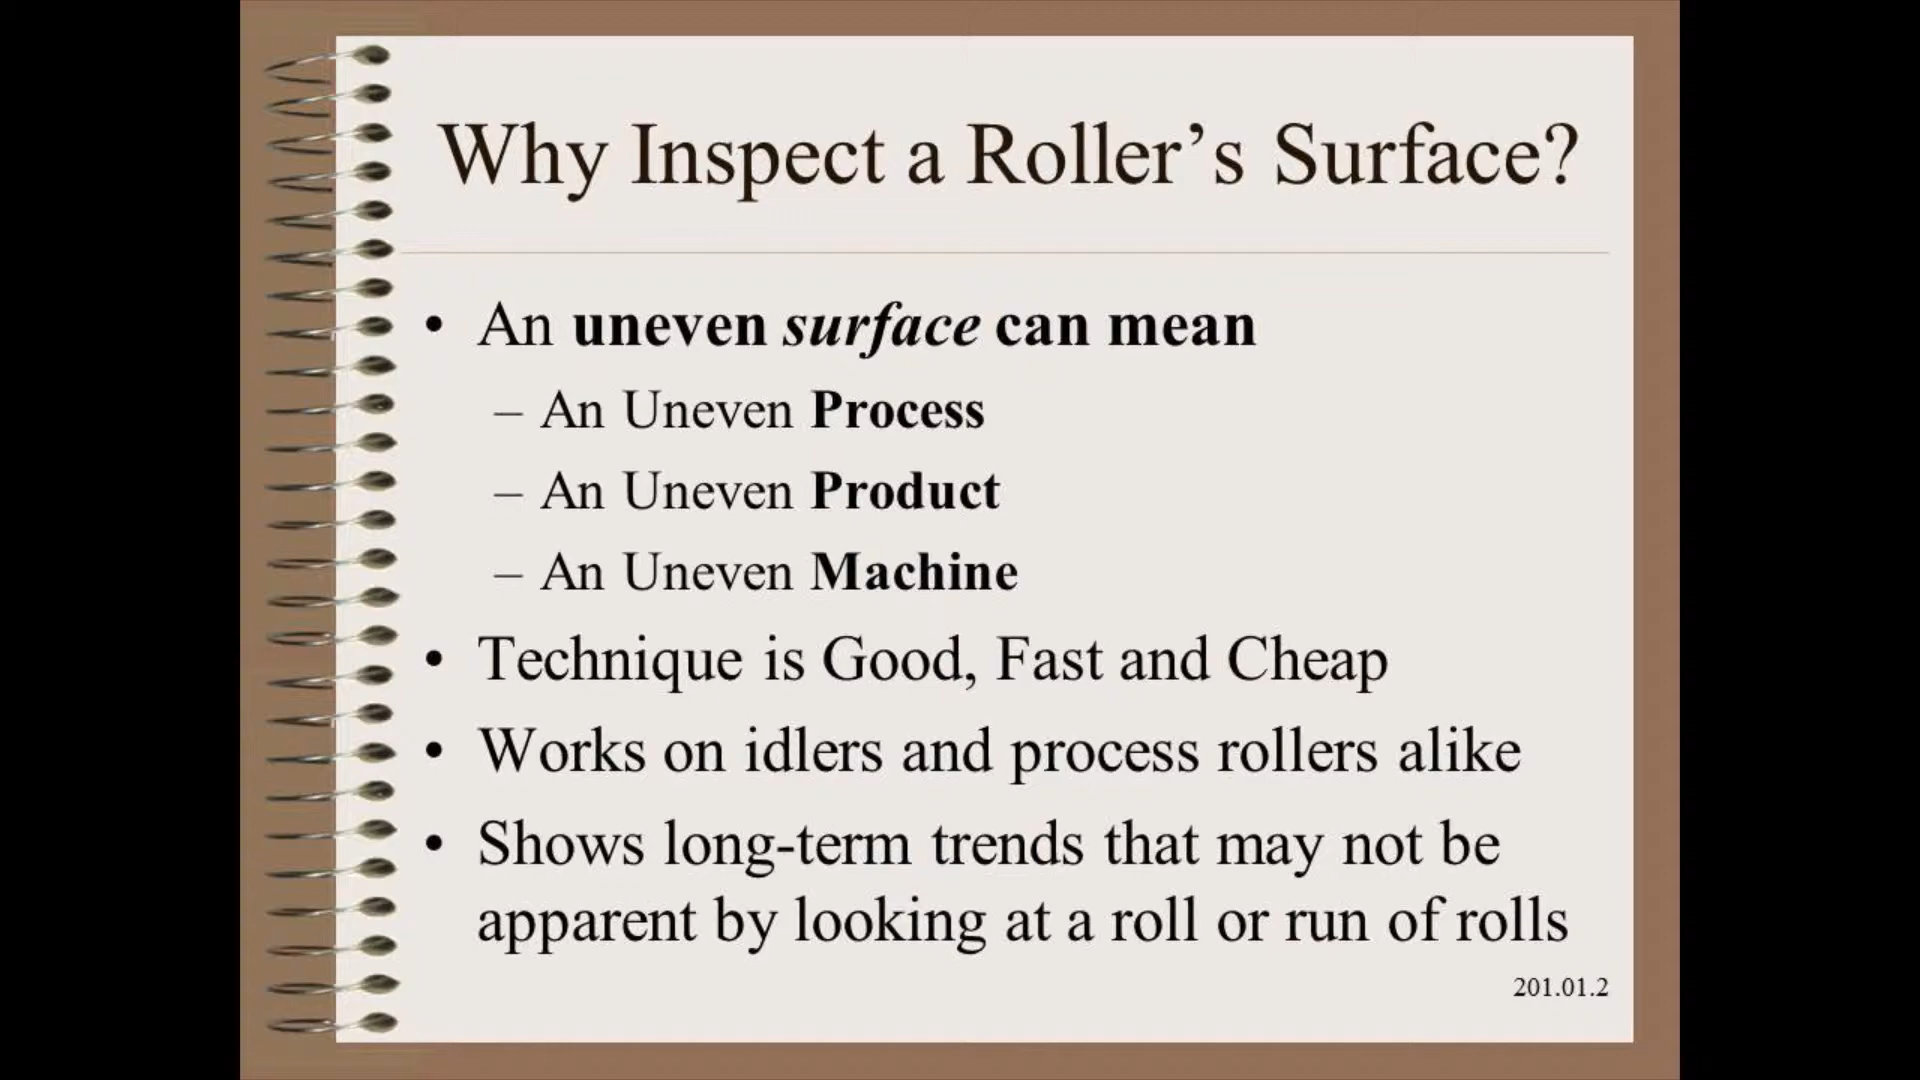 Why Inspect a Roller’s Surface?
• An uneven surface can mean
– An Uneven Process
– An Uneven Product
– An Uneven Machine
• Technique is Good, Fast and Cheap
• Works on idlers and process rollers alike
• Shows long-term trends that may not be
apparent by looking at a roll or run of rolls
201.01.2